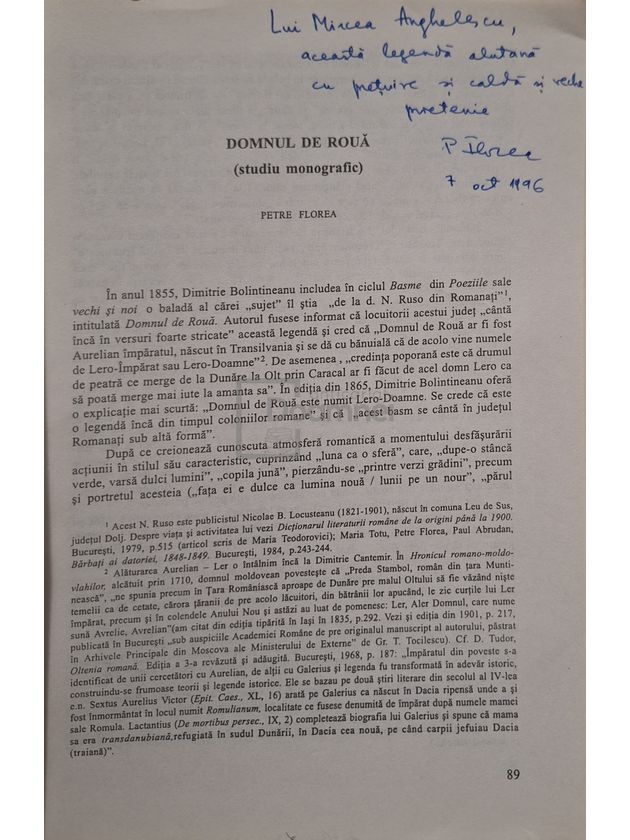 Lui Mircea Anghelescu,
această legendă olutană
cu prețuire și caldă și veche
prietenie
P Florea
7 oct 1996
DOMNUL DE ROUĂ
(studiu monografic)
PETRE FLOREA
În anul 1855, Dimitrie Bolintineanu includea în ciclul Basme din Poeziile sale
vechi și noi o baladă al cărei „sujet” îl știa „de la d. N. Ruso din Romanați”¹,
intitulată Domnul de Rouă. Autorul fusese informat că locuitorii acestui județ „cântă
încă în versuri foarte stricate” această legendă și cred că „Domnul de Rouă ar fi fost
Aurelian împăratul, născut în Transilvania și se dă cu bănuială că de acolo vine numele
de Lero-Împărat sau Lero-Doamne”². De asemenea , „credința poporană este că drumul
de peatră ce merge de la Dunăre la Olt prin Caracal ar fi făcut de acel domn Lero ca
să poată merge mai iute la amanta sa”. În ediția din 1865, Dimitrie Bolintineanu oferă
o explicație mai scurtă: „Domnul de Rouă este numit Lero-Doamne. Se crede că este
o legendă încă din timpul coloniilor romane” și că „acest basm se cântă în județul
Romanați sub altă formă”.
După ce creionează cunoscuta atmosferă romantică a momentului desfășurării
acțiunii în stilul său caracteristic, cuprinzând „luna ca o sferă”, care, „dupe-o stâncă
verde, varsă dulci lumini”, „copila jună”, pierzându-se „printre verzi grădini”, precum
și portretul acesteia („fața ei e dulce ca lumina nouă / lunii pe un nour”, „părul
¹ Acest N. Ruso este publicistul Nicolae B. Locusteanu (1821-1901), născut în comuna Leu de Sus,
județul Dolj. Despre viața și activitatea lui vezi Dicționarul literaturii române de la origini până la 1900.
București, 1979, p.515 (articol scris de Maria Teodorovici); Maria Totu, Petre Florea, Paul Abrudan,
Bărbați ai datoriei, 1848-1849. București, 1984, p.243-244.
² Alăturarea Aurelian – Ler o întâlnim încă la Dimitrie Cantemir. În Hronicul romano-moldo-
vlahilor, alcătuit prin 1710, domnul moldovean povestește că „Preda Stambol, român din țara Munti-
nească”, „ne spunia precum în Țara Românească aproape de Dunăre pre malul Oltului să fie văzând niște
temelii ca de cetate, cărora țăranii de pre acolo lăcuitori, din bătrâni lor apucând, le zic curțile lui Ler
împărat, precum și în colendele Anului Nou și astăzi au luat de pomenesc: Ler, Aler Domnul, care nume
sună Avrelie, Avrelian”(am citat din ediția tipărită în Iași în 1835, p.292. Vezi și ediția din 1901, p. 217,
publicată în București „sub auspiciile Academiei Române de pre originalul manuscript al autorului, păstrat
în Arhivele Principale din Moscova ale Ministerului de Externe” de Gr. T. Tocilescu). Cf. D. Tudor,
Oltenia romană. Ediția a 3-a revăzută și adăugită. București, 1968, p. 187: „Împăratul din poveste s-a
identificat de unii cercetători cu Aurelian, de alții cu Galerius și legenda fu transformată în adevăr istoric,
construindu-se frumoase teorii și legende istorice. Ele se bazau pe două știri literare din secolul al IV-lea
e.n. Sextus Aurelius Victor (Epit. Caes., XL, 16) arată pe Galerius ca născut în Dacia ripensă unde a și
fost înmormântat în locul numit Romulianum, localitate ce fusese denumită de împărat după numele mamei
sale Romula. Lactantius (De mortibus persec., IX, 2) completează biografia lui Galerius și spune că mama
sa era transdanubiană,refugiată în sudul Dunării, în Dacia cea nouă, pe când carpii jefuiau Dacia
(traiană)”.
89